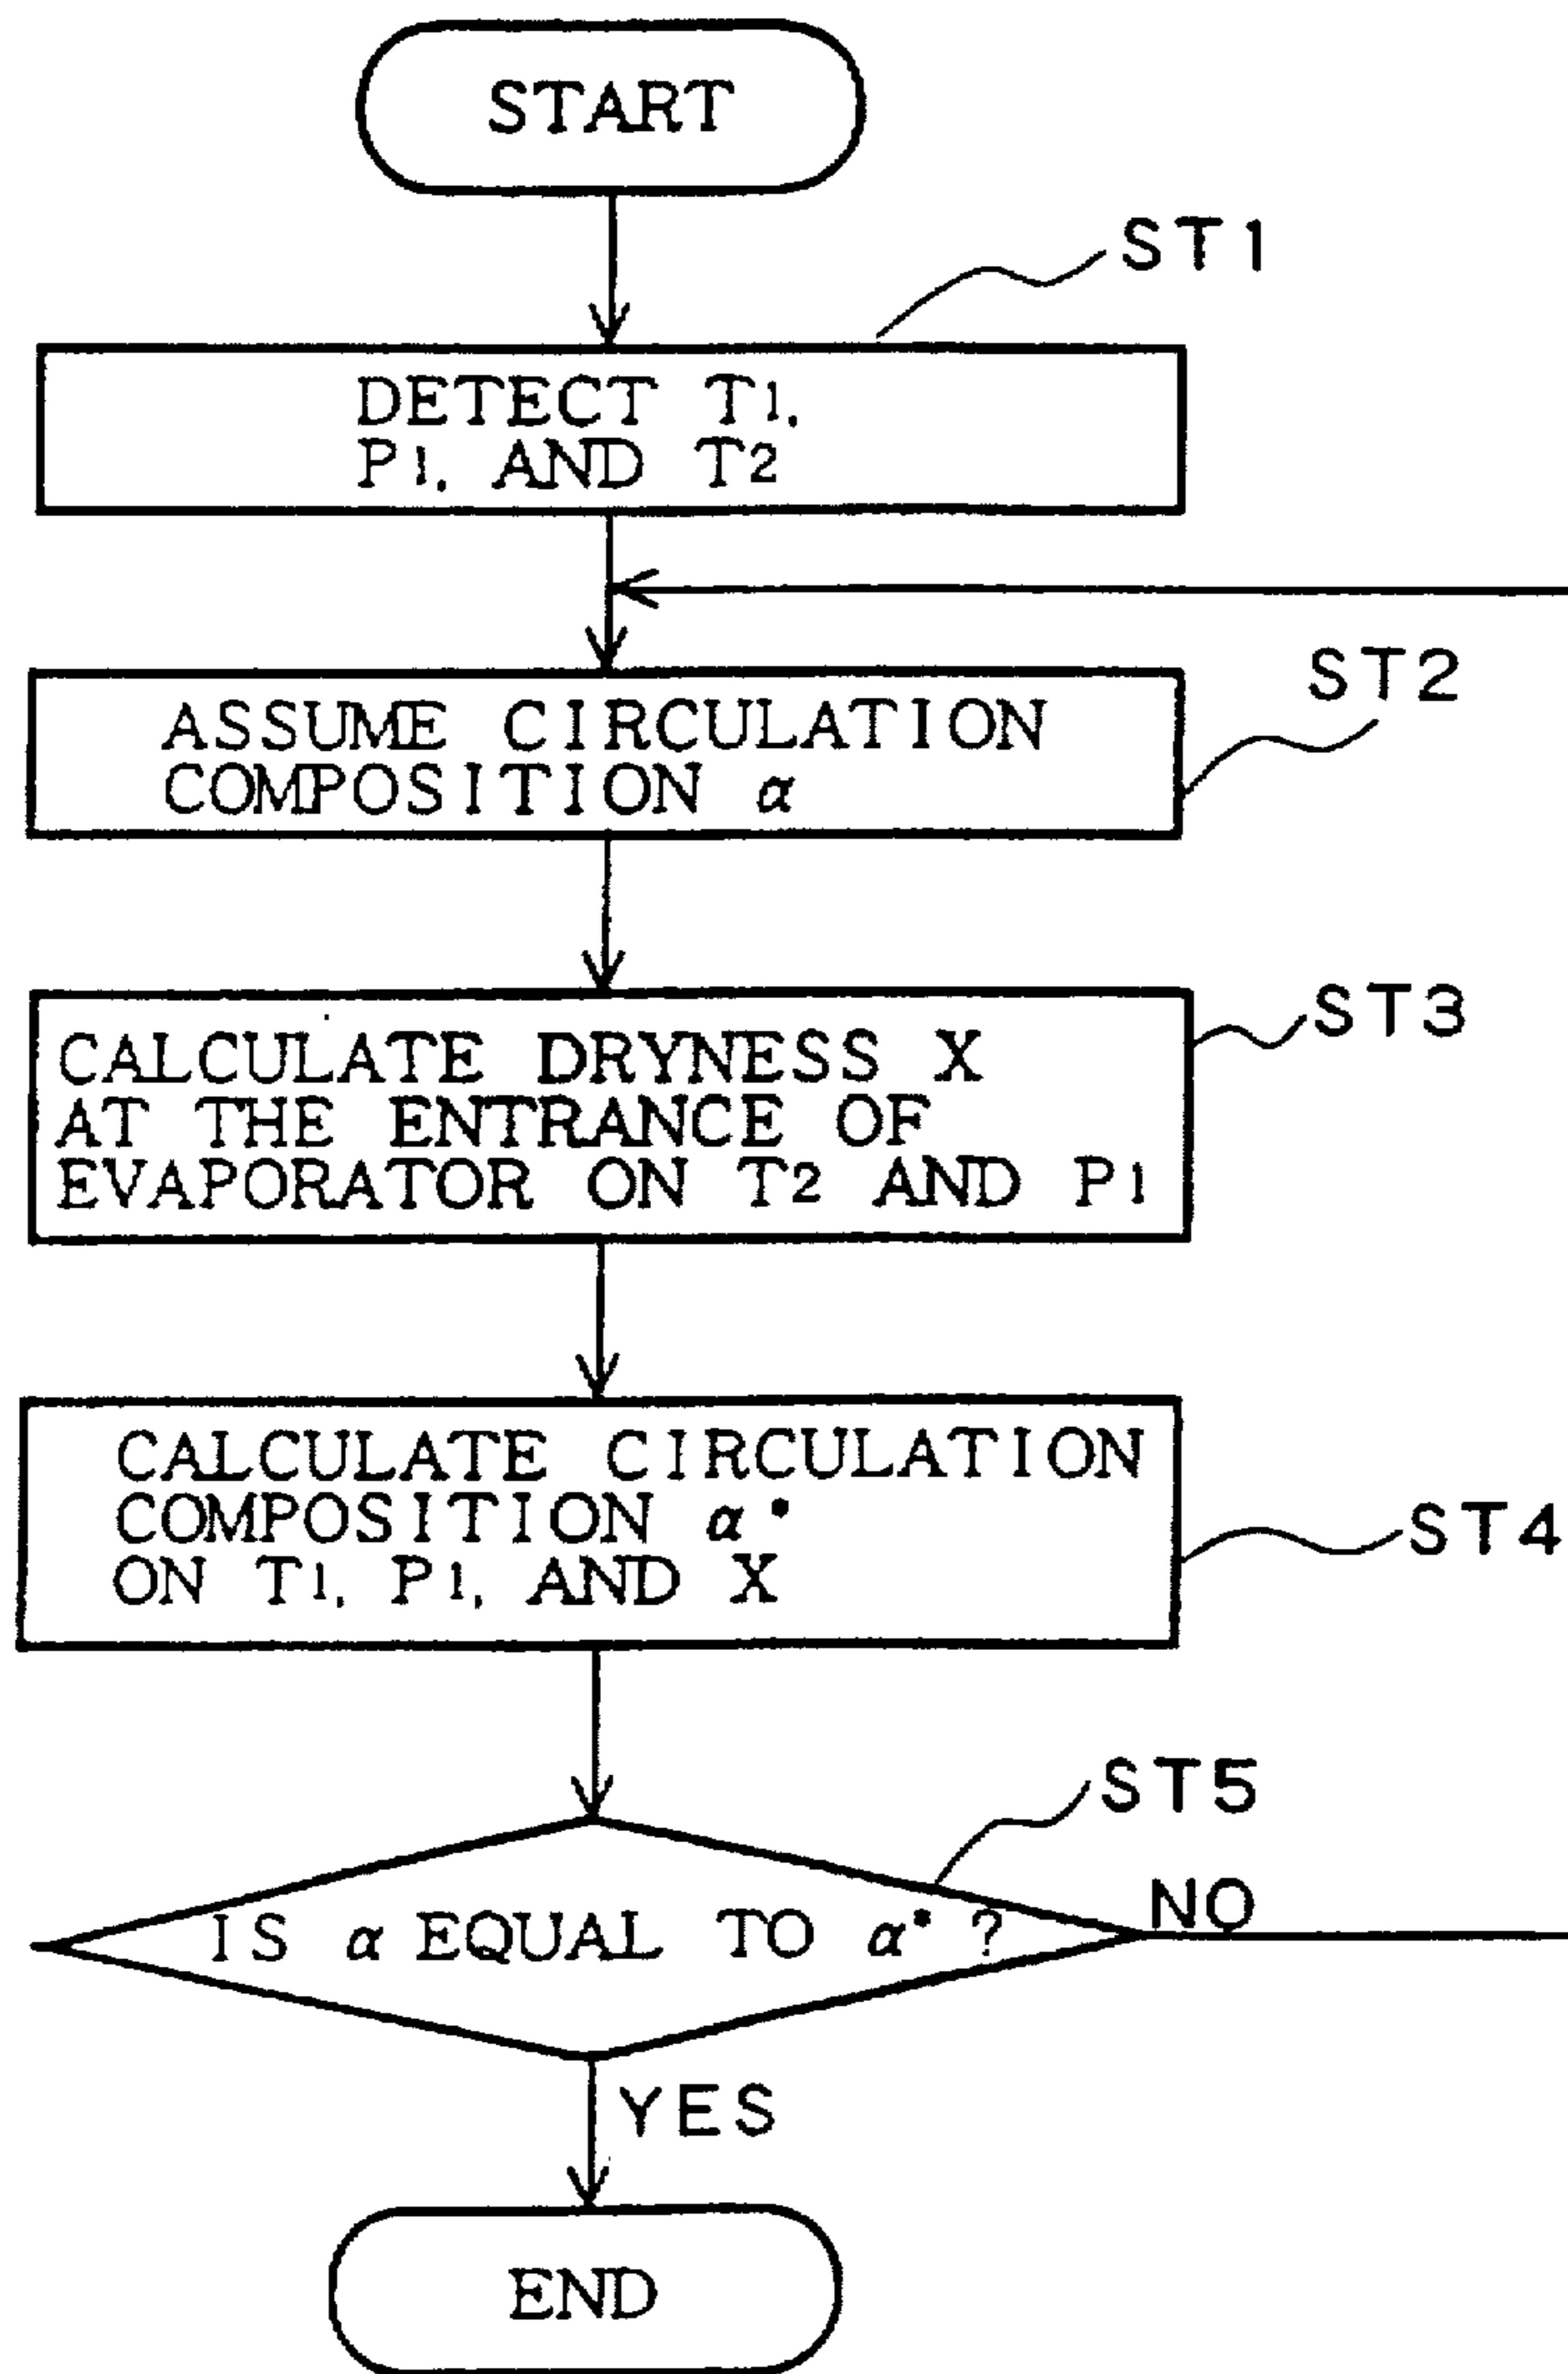 START
ST1
DETECT T1,
P1, AND T2
ST2
ASSUME CIRCULATION
COMPOSITION α
ST3
CALCULATE DRYNESS X
AT THE ENTRANCE OF
EVAPORATOR ON T2 AND P1
CALCULATE CIRCULATION
COMPOSITION α*
ON T1, P1, AND X
ST4
ST5
IS α EQUAL TO α* ?
NO
YES
END